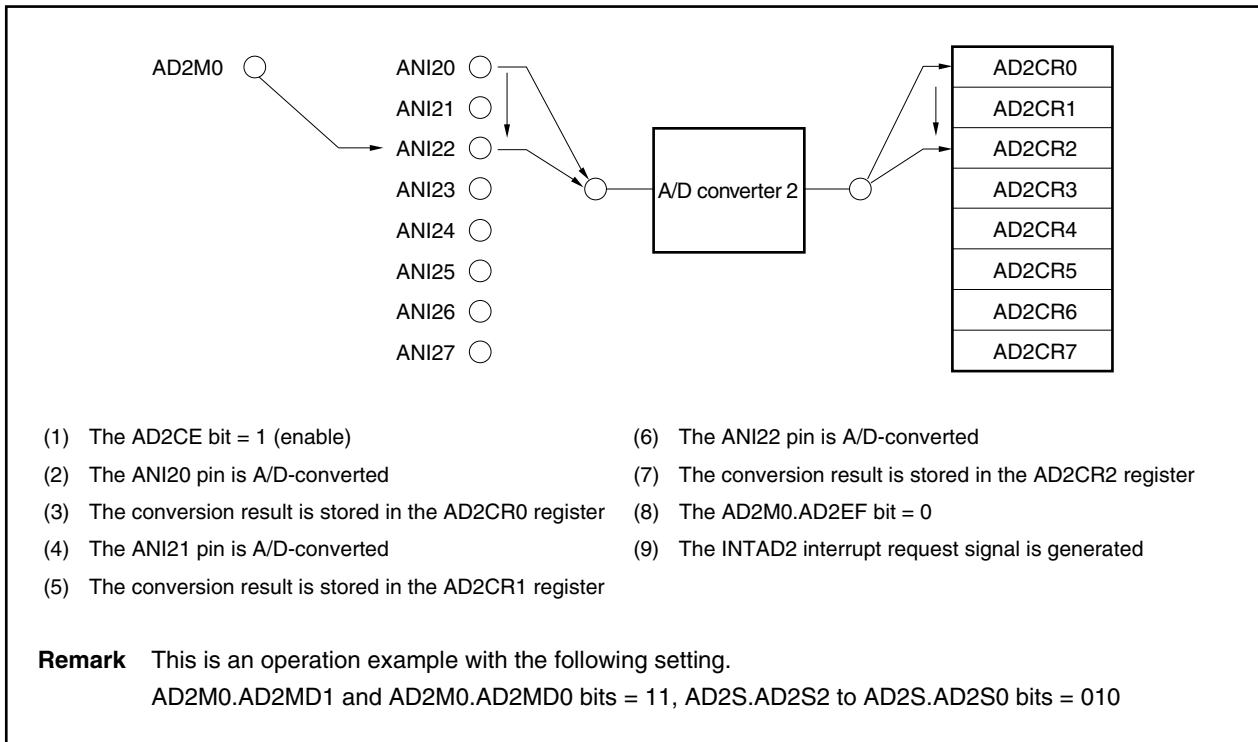 AD2M0
ANI20
ANI21
ANI22
ANI23
ANI24
ANI25
ANI26
ANI27
A/D converter 2
AD2CR0
AD2CR1
AD2CR2
AD2CR3
AD2CR4
AD2CR5
AD2CR6
AD2CR7
(1) The AD2CE bit = 1 (enable)
(2) The ANI20 pin is A/D-converted
(3) The conversion result is stored in the AD2CR0 register
(4) The ANI21 pin is A/D-converted
(5) The conversion result is stored in the AD2CR1 register
(6) The ANI22 pin is A/D-converted
(7) The conversion result is stored in the AD2CR2 register
(8) The AD2M0.AD2EF bit = 0
(9) The INTAD2 interrupt request signal is generated
Remark This is an operation example with the following setting.
AD2M0.AD2MD1 and AD2M0.AD2MD0 bits = 11, AD2S.AD2S2 to AD2S.AD2S0 bits = 010